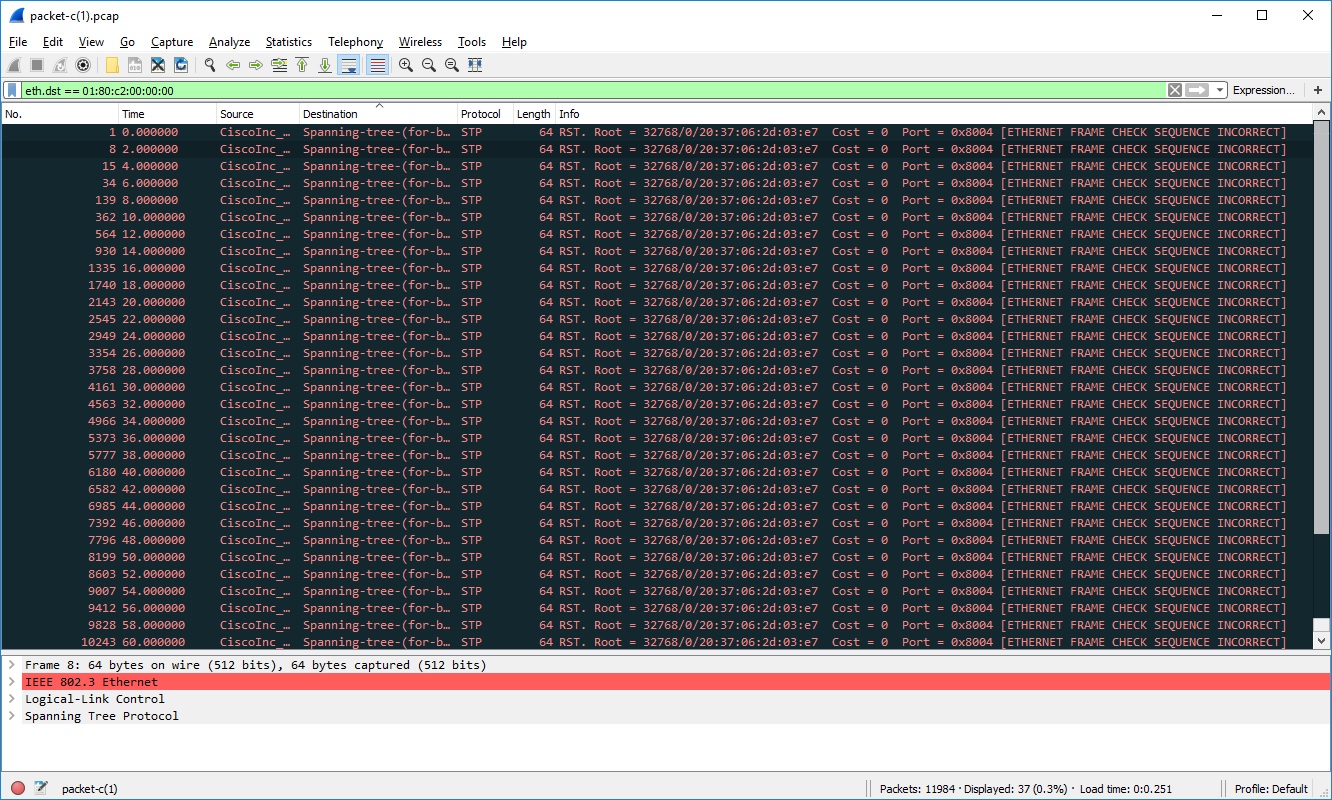 packet-c(1).pcap
File Edit View Go Capture Analyze Statistics Telephony Wireless Tools Help
eth.dst == 01:80:c2:00:00:00 Expression... +
No. Time Source Destination Protocol Length Info
1 0.000000 CiscoInc_… Spanning-tree-(for-b… STP 64 RST. Root = 32768/0/20:37:06:2d:03:e7 Cost = 0 Port = 0x8004 [ETHERNET FRAME CHECK SEQUENCE INCORRECT]
8 2.000000 CiscoInc_… Spanning-tree-(for-b… STP 64 RST. Root = 32768/0/20:37:06:2d:03:e7 Cost = 0 Port = 0x8004 [ETHERNET FRAME CHECK SEQUENCE INCORRECT]
15 4.000000 CiscoInc_… Spanning-tree-(for-b… STP 64 RST. Root = 32768/0/20:37:06:2d:03:e7 Cost = 0 Port = 0x8004 [ETHERNET FRAME CHECK SEQUENCE INCORRECT]
34 6.000000 CiscoInc_… Spanning-tree-(for-b… STP 64 RST. Root = 32768/0/20:37:06:2d:03:e7 Cost = 0 Port = 0x8004 [ETHERNET FRAME CHECK SEQUENCE INCORRECT]
139 8.000000 CiscoInc_… Spanning-tree-(for-b… STP 64 RST. Root = 32768/0/20:37:06:2d:03:e7 Cost = 0 Port = 0x8004 [ETHERNET FRAME CHECK SEQUENCE INCORRECT]
362 10.000000 CiscoInc_… Spanning-tree-(for-b… STP 64 RST. Root = 32768/0/20:37:06:2d:03:e7 Cost = 0 Port = 0x8004 [ETHERNET FRAME CHECK SEQUENCE INCORRECT]
564 12.000000 CiscoInc_… Spanning-tree-(for-b… STP 64 RST. Root = 32768/0/20:37:06:2d:03:e7 Cost = 0 Port = 0x8004 [ETHERNET FRAME CHECK SEQUENCE INCORRECT]
930 14.000000 CiscoInc_… Spanning-tree-(for-b… STP 64 RST. Root = 32768/0/20:37:06:2d:03:e7 Cost = 0 Port = 0x8004 [ETHERNET FRAME CHECK SEQUENCE INCORRECT]
1335 16.000000 CiscoInc_… Spanning-tree-(for-b… STP 64 RST. Root = 32768/0/20:37:06:2d:03:e7 Cost = 0 Port = 0x8004 [ETHERNET FRAME CHECK SEQUENCE INCORRECT]
1740 18.000000 CiscoInc_… Spanning-tree-(for-b… STP 64 RST. Root = 32768/0/20:37:06:2d:03:e7 Cost = 0 Port = 0x8004 [ETHERNET FRAME CHECK SEQUENCE INCORRECT]
2143 20.000000 CiscoInc_… Spanning-tree-(for-b… STP 64 RST. Root = 32768/0/20:37:06:2d:03:e7 Cost = 0 Port = 0x8004 [ETHERNET FRAME CHECK SEQUENCE INCORRECT]
2545 22.000000 CiscoInc_… Spanning-tree-(for-b… STP 64 RST. Root = 32768/0/20:37:06:2d:03:e7 Cost = 0 Port = 0x8004 [ETHERNET FRAME CHECK SEQUENCE INCORRECT]
2949 24.000000 CiscoInc_… Spanning-tree-(for-b… STP 64 RST. Root = 32768/0/20:37:06:2d:03:e7 Cost = 0 Port = 0x8004 [ETHERNET FRAME CHECK SEQUENCE INCORRECT]
3354 26.000000 CiscoInc_… Spanning-tree-(for-b… STP 64 RST. Root = 32768/0/20:37:06:2d:03:e7 Cost = 0 Port = 0x8004 [ETHERNET FRAME CHECK SEQUENCE INCORRECT]
3758 28.000000 CiscoInc_… Spanning-tree-(for-b… STP 64 RST. Root = 32768/0/20:37:06:2d:03:e7 Cost = 0 Port = 0x8004 [ETHERNET FRAME CHECK SEQUENCE INCORRECT]
4161 30.000000 CiscoInc_… Spanning-tree-(for-b… STP 64 RST. Root = 32768/0/20:37:06:2d:03:e7 Cost = 0 Port = 0x8004 [ETHERNET FRAME CHECK SEQUENCE INCORRECT]
4563 32.000000 CiscoInc_… Spanning-tree-(for-b… STP 64 RST. Root = 32768/0/20:37:06:2d:03:e7 Cost = 0 Port = 0x8004 [ETHERNET FRAME CHECK SEQUENCE INCORRECT]
4966 34.000000 CiscoInc_… Spanning-tree-(for-b… STP 64 RST. Root = 32768/0/20:37:06:2d:03:e7 Cost = 0 Port = 0x8004 [ETHERNET FRAME CHECK SEQUENCE INCORRECT]
5373 36.000000 CiscoInc_… Spanning-tree-(for-b… STP 64 RST. Root = 32768/0/20:37:06:2d:03:e7 Cost = 0 Port = 0x8004 [ETHERNET FRAME CHECK SEQUENCE INCORRECT]
5777 38.000000 CiscoInc_… Spanning-tree-(for-b… STP 64 RST. Root = 32768/0/20:37:06:2d:03:e7 Cost = 0 Port = 0x8004 [ETHERNET FRAME CHECK SEQUENCE INCORRECT]
6180 40.000000 CiscoInc_… Spanning-tree-(for-b… STP 64 RST. Root = 32768/0/20:37:06:2d:03:e7 Cost = 0 Port = 0x8004 [ETHERNET FRAME CHECK SEQUENCE INCORRECT]
6582 42.000000 CiscoInc_… Spanning-tree-(for-b… STP 64 RST. Root = 32768/0/20:37:06:2d:03:e7 Cost = 0 Port = 0x8004 [ETHERNET FRAME CHECK SEQUENCE INCORRECT]
6985 44.000000 CiscoInc_… Spanning-tree-(for-b… STP 64 RST. Root = 32768/0/20:37:06:2d:03:e7 Cost = 0 Port = 0x8004 [ETHERNET FRAME CHECK SEQUENCE INCORRECT]
7392 46.000000 CiscoInc_… Spanning-tree-(for-b… STP 64 RST. Root = 32768/0/20:37:06:2d:03:e7 Cost = 0 Port = 0x8004 [ETHERNET FRAME CHECK SEQUENCE INCORRECT]
7796 48.000000 CiscoInc_… Spanning-tree-(for-b… STP 64 RST. Root = 32768/0/20:37:06:2d:03:e7 Cost = 0 Port = 0x8004 [ETHERNET FRAME CHECK SEQUENCE INCORRECT]
8199 50.000000 CiscoInc_… Spanning-tree-(for-b… STP 64 RST. Root = 32768/0/20:37:06:2d:03:e7 Cost = 0 Port = 0x8004 [ETHERNET FRAME CHECK SEQUENCE INCORRECT]
8603 52.000000 CiscoInc_… Spanning-tree-(for-b… STP 64 RST. Root = 32768/0/20:37:06:2d:03:e7 Cost = 0 Port = 0x8004 [ETHERNET FRAME CHECK SEQUENCE INCORRECT]
9007 54.000000 CiscoInc_… Spanning-tree-(for-b… STP 64 RST. Root = 32768/0/20:37:06:2d:03:e7 Cost = 0 Port = 0x8004 [ETHERNET FRAME CHECK SEQUENCE INCORRECT]
9412 56.000000 CiscoInc_… Spanning-tree-(for-b… STP 64 RST. Root = 32768/0/20:37:06:2d:03:e7 Cost = 0 Port = 0x8004 [ETHERNET FRAME CHECK SEQUENCE INCORRECT]
9828 58.000000 CiscoInc_… Spanning-tree-(for-b… STP 64 RST. Root = 32768/0/20:37:06:2d:03:e7 Cost = 0 Port = 0x8004 [ETHERNET FRAME CHECK SEQUENCE INCORRECT]
10243 60.000000 CiscoInc_… Spanning-tree-(for-b… STP 64 RST. Root = 32768/0/20:37:06:2d:03:e7 Cost = 0 Port = 0x8004 [ETHERNET FRAME CHECK SEQUENCE INCORRECT]
Frame 8: 64 bytes on wire (512 bits), 64 bytes captured (512 bits)
IEEE 802.3 Ethernet
Logical-Link Control
Spanning Tree Protocol
packet-c(1) Packets: 11984 · Displayed: 37 (0.3%) · Load time: 0:0.251 Profile: Default